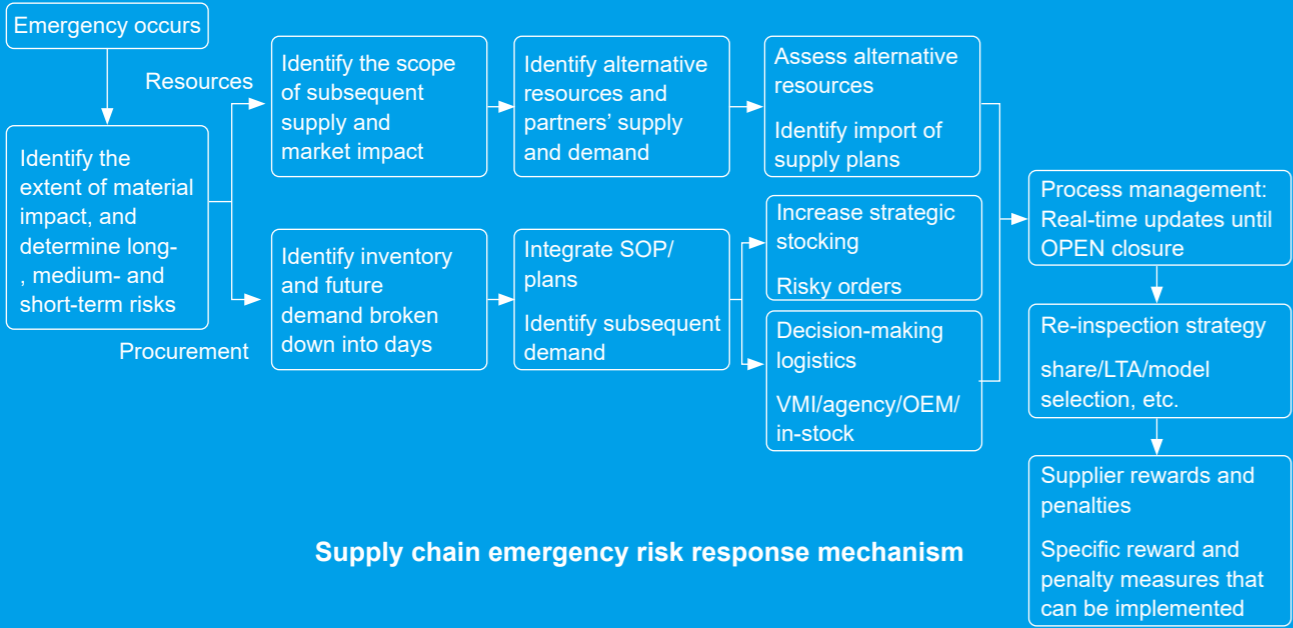 Emergency occurs
Resources
Identify the
extent of material
impact, and
determine long-
, medium- and
short-term risks
Procurement
Identify the scope
of subsequent
supply and
market impact
Identify alternative
resources and
partners’ supply
and demand
Assess alternative
resources
Identify import of
supply plans
Identify inventory
and future
demand broken
down into days
Integrate SOP/
plans
Identify subsequent
demand
Increase strategic
stocking
Risky orders
Decision-making
logistics
VMI/agency/OEM/
in-stock
Process management:
Real-time updates until
OPEN closure
Re-inspection strategy
share/LTA/model
selection, etc.
Supplier rewards and
penalties
Specific reward and
penalty measures that
can be implemented
Supply chain emergency risk response mechanism